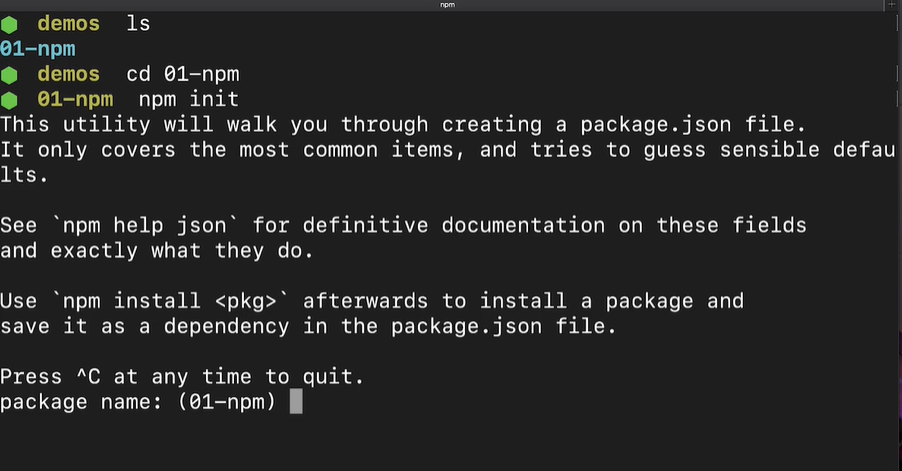 npm
demos ls
01-npm
demos cd 01-npm
01-npm npm init
This utility will walk you through creating a package.json file.
It only covers the most common items, and tries to guess sensible defau
lts.
See `npm help json` for definitive documentation on these fields
and exactly what they do.
Use `npm install <pkg>` afterwards to install a package and
save it as a dependency in the package.json file.
Press ^C at any time to quit.
package name: (01-npm)